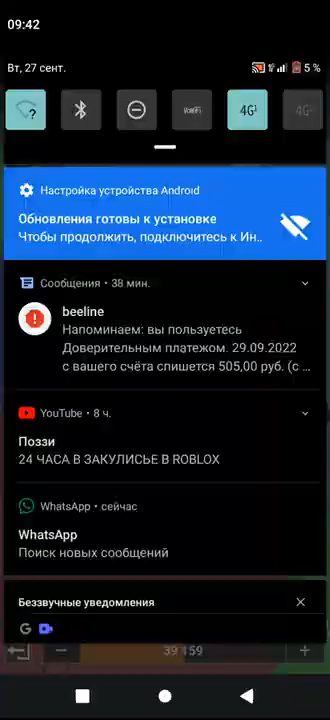 09:42
Вт, 27 сент.
5 %
VoWiFi
4G¹
4G
Настройка устройства Android
Обновления готовы к установке
Чтобы продолжить, подключитесь к Ин..
Сообщения • 38 мин.
beeline
Напоминаем: вы пользуетесь
Доверительным платежом. 29.09.2022
с вашего счёта спишется 505,00 руб. (с ...
YouTube • 8 ч.
Поззи
24 ЧАСА В ЗАКУЛИСЬЕ В ROBLOX
WhatsApp • сейчас
WhatsApp
Поиск новых сообщений
Беззвучные уведомления
39 159